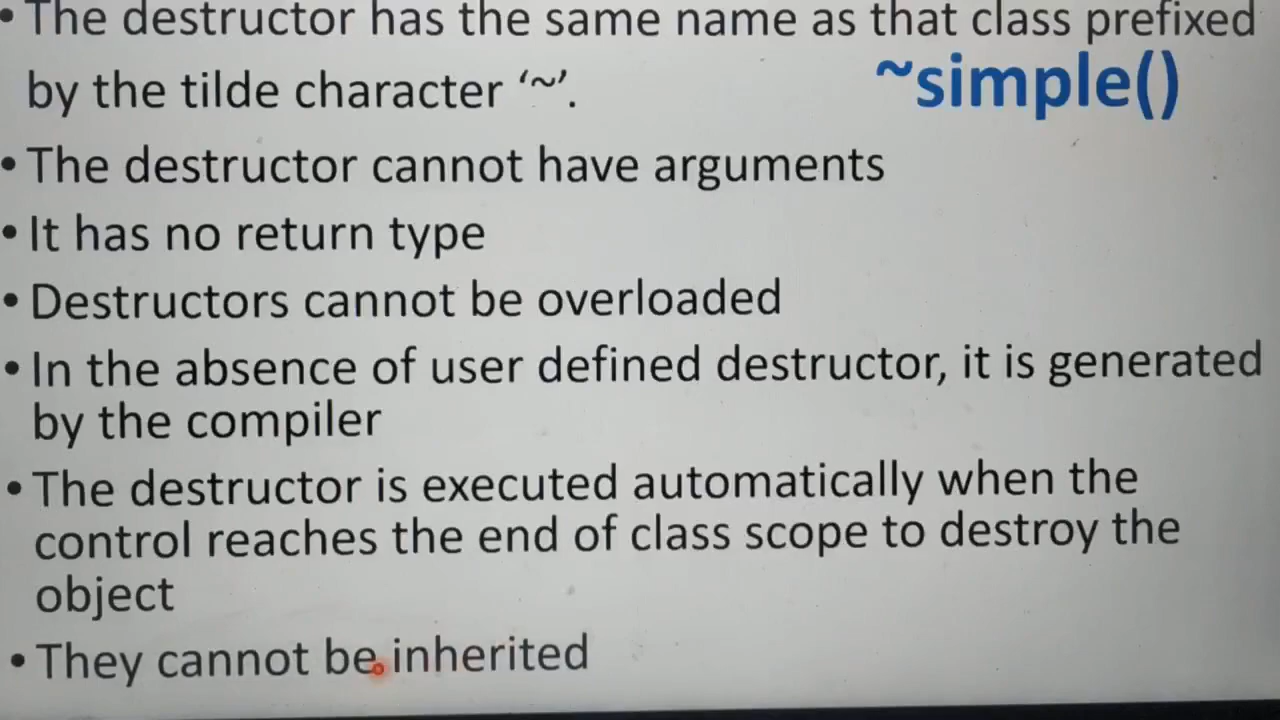 • The destructor has the same name as that class prefixed
by the tilde character ‘~’.
~simple()
• The destructor cannot have arguments
• It has no return type
• Destructors cannot be overloaded
• In the absence of user defined destructor, it is generated
by the compiler
• The destructor is executed automatically when the
control reaches the end of class scope to destroy the
object
• They cannot be inherited